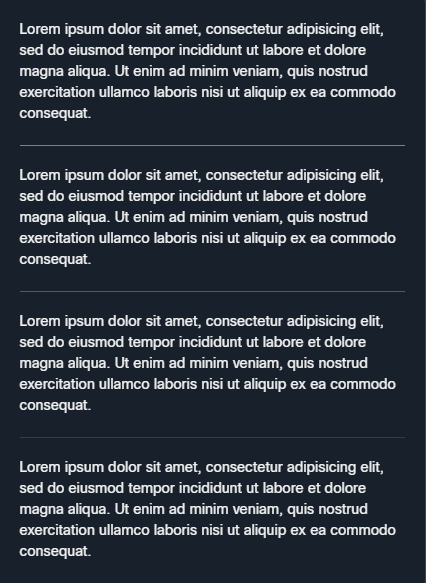 Lorem ipsum dolor sit amet, consectetur adipisicing elit,
sed do eiusmod tempor incididunt ut labore et dolore
magna aliqua. Ut enim ad minim veniam, quis nostrud
exercitation ullamco laboris nisi ut aliquip ex ea commodo
consequat.
Lorem ipsum dolor sit amet, consectetur adipisicing elit,
sed do eiusmod tempor incididunt ut labore et dolore
magna aliqua. Ut enim ad minim veniam, quis nostrud
exercitation ullamco laboris nisi ut aliquip ex ea commodo
consequat.
Lorem ipsum dolor sit amet, consectetur adipisicing elit,
sed do eiusmod tempor incididunt ut labore et dolore
magna aliqua. Ut enim ad minim veniam, quis nostrud
exercitation ullamco laboris nisi ut aliquip ex ea commodo
consequat.
Lorem ipsum dolor sit amet, consectetur adipisicing elit,
sed do eiusmod tempor incididunt ut labore et dolore
magna aliqua. Ut enim ad minim veniam, quis nostrud
exercitation ullamco laboris nisi ut aliquip ex ea commodo
consequat.